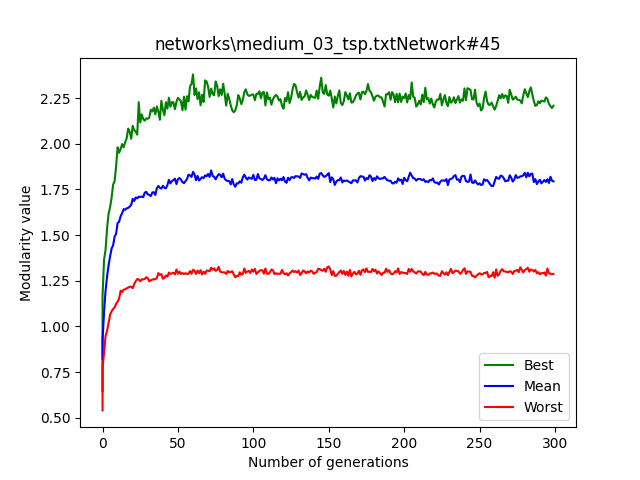 networks\medium_03_tsp.txtNetwork#45
Modularity value
2.25
2.00
1.75
1.50
1.25
1.00
0.75
0.50
0 50 100 150 200 250 300
Number of generations
Best
Mean
Worst